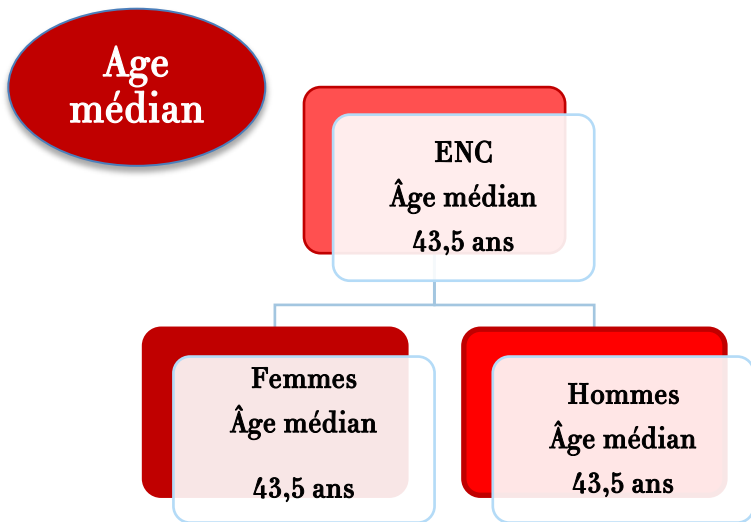 Age
médian
ENC
Âge médian
43,5 ans
Femmes
Âge médian
43,5 ans
Hommes
Âge médian
43,5 ans